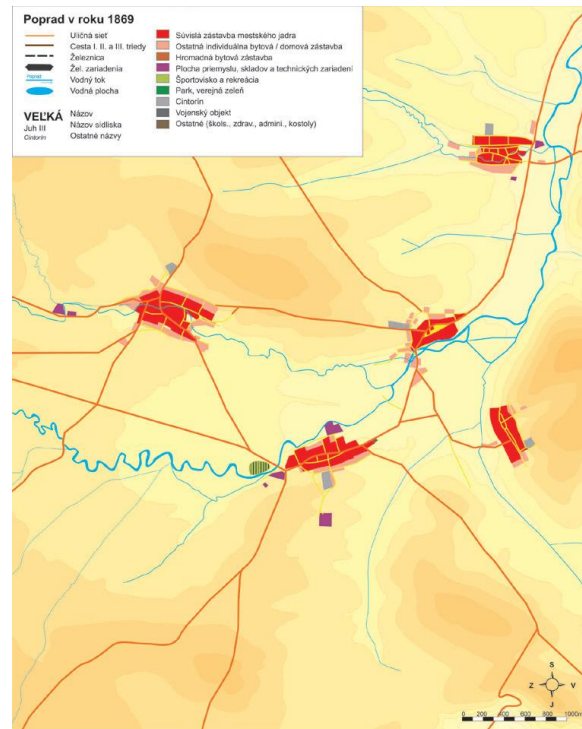 Poprad v roku 1869
Uličná sieť
Cesta I. II. a III. triedy
Železnica
Žel. zariadenia
Poprad Vodný tok
Vodná plocha
VEĽKÁ Názov
Juh III Názov sídliska
Cintorín Ostatné názvy
Súvislá zástavba mestského jadra
Ostatná individuálna bytová / domová zástavba
Hromadná bytová zástavba
Plocha priemyslu, skladov a technických zariadení
Športovisko a rekreácia
Park, verejná zeleň
Cintorín
Vojenský objekt
Ostatné (škols., zdrav., admini., kostoly)
S
Z V
J
0 200 400 600 800 1000m